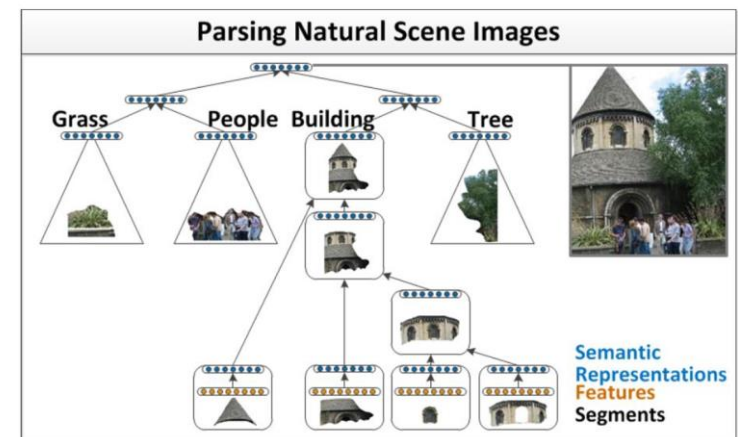 Parsing Natural Scene Images
Grass People Building Tree
Semantic
Representations
Features
Segments